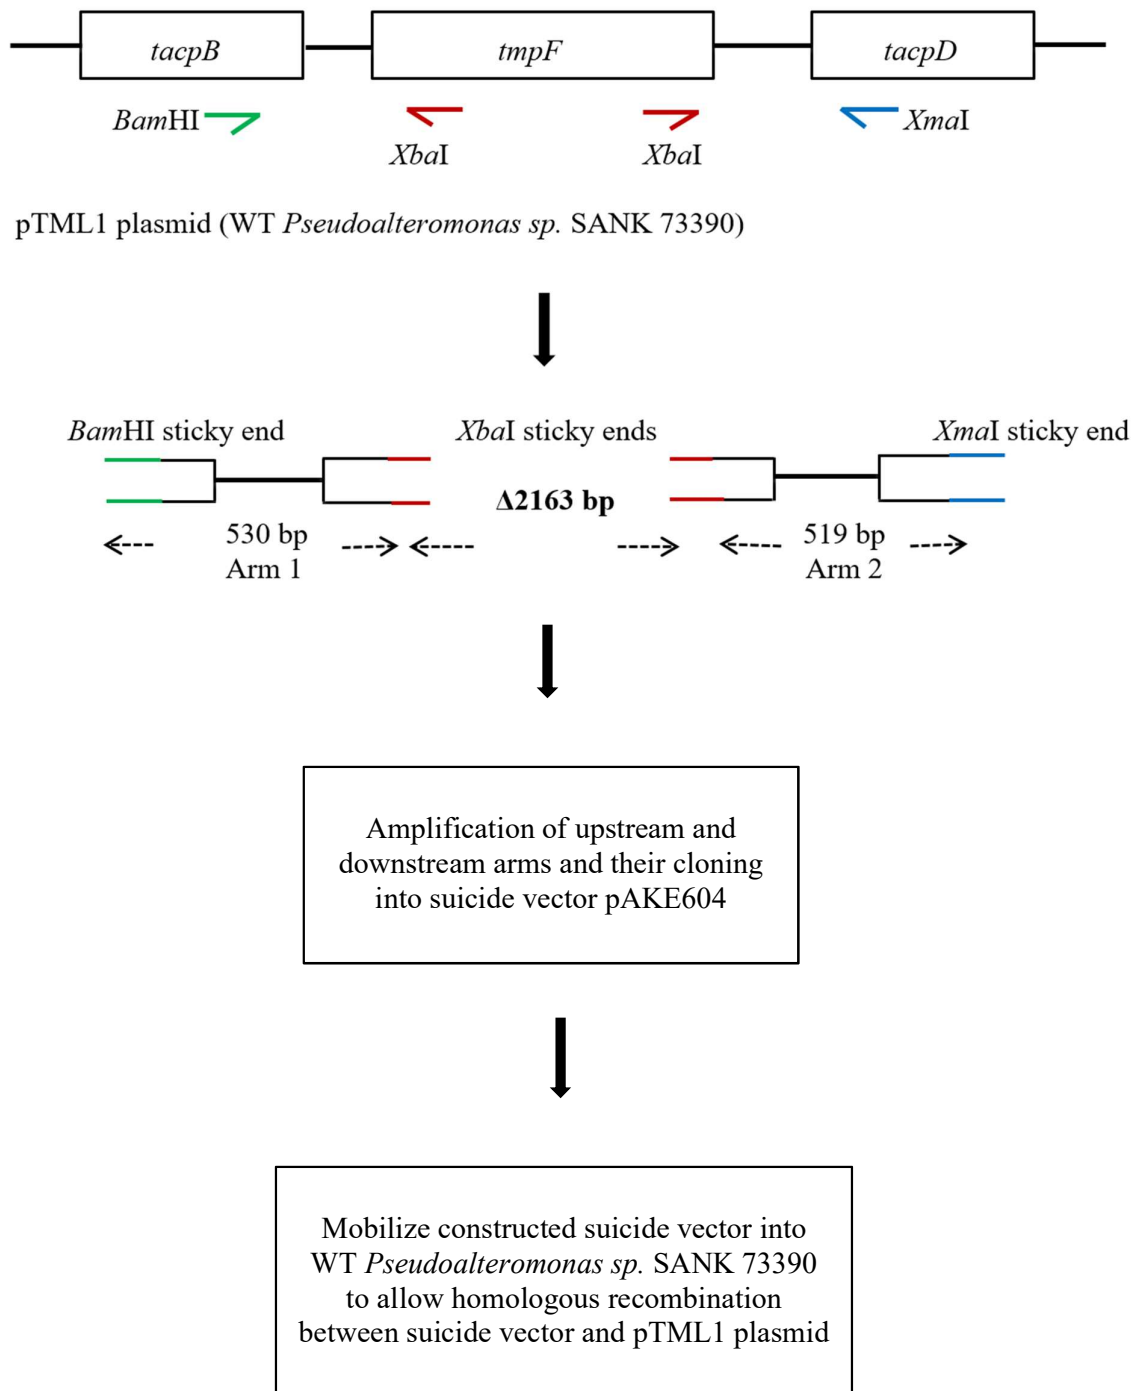 tacpB tmpF tacpD
BamHI XbaI XbaI XmaI
pTML1 plasmid (WT Pseudoalteromonas sp. SANK 73390)
BamHI sticky end XbaI sticky ends XmaI sticky end
Δ2163 bp
530 bp 519 bp
Arm 1 Arm 2
Amplification of upstream and
downstream arms and their cloning
into suicide vector pAKE604
Mobilize constructed suicide vector into
WT Pseudoalteromonas sp. SANK 73390
to allow homologous recombination
between suicide vector and pTML1 plasmid